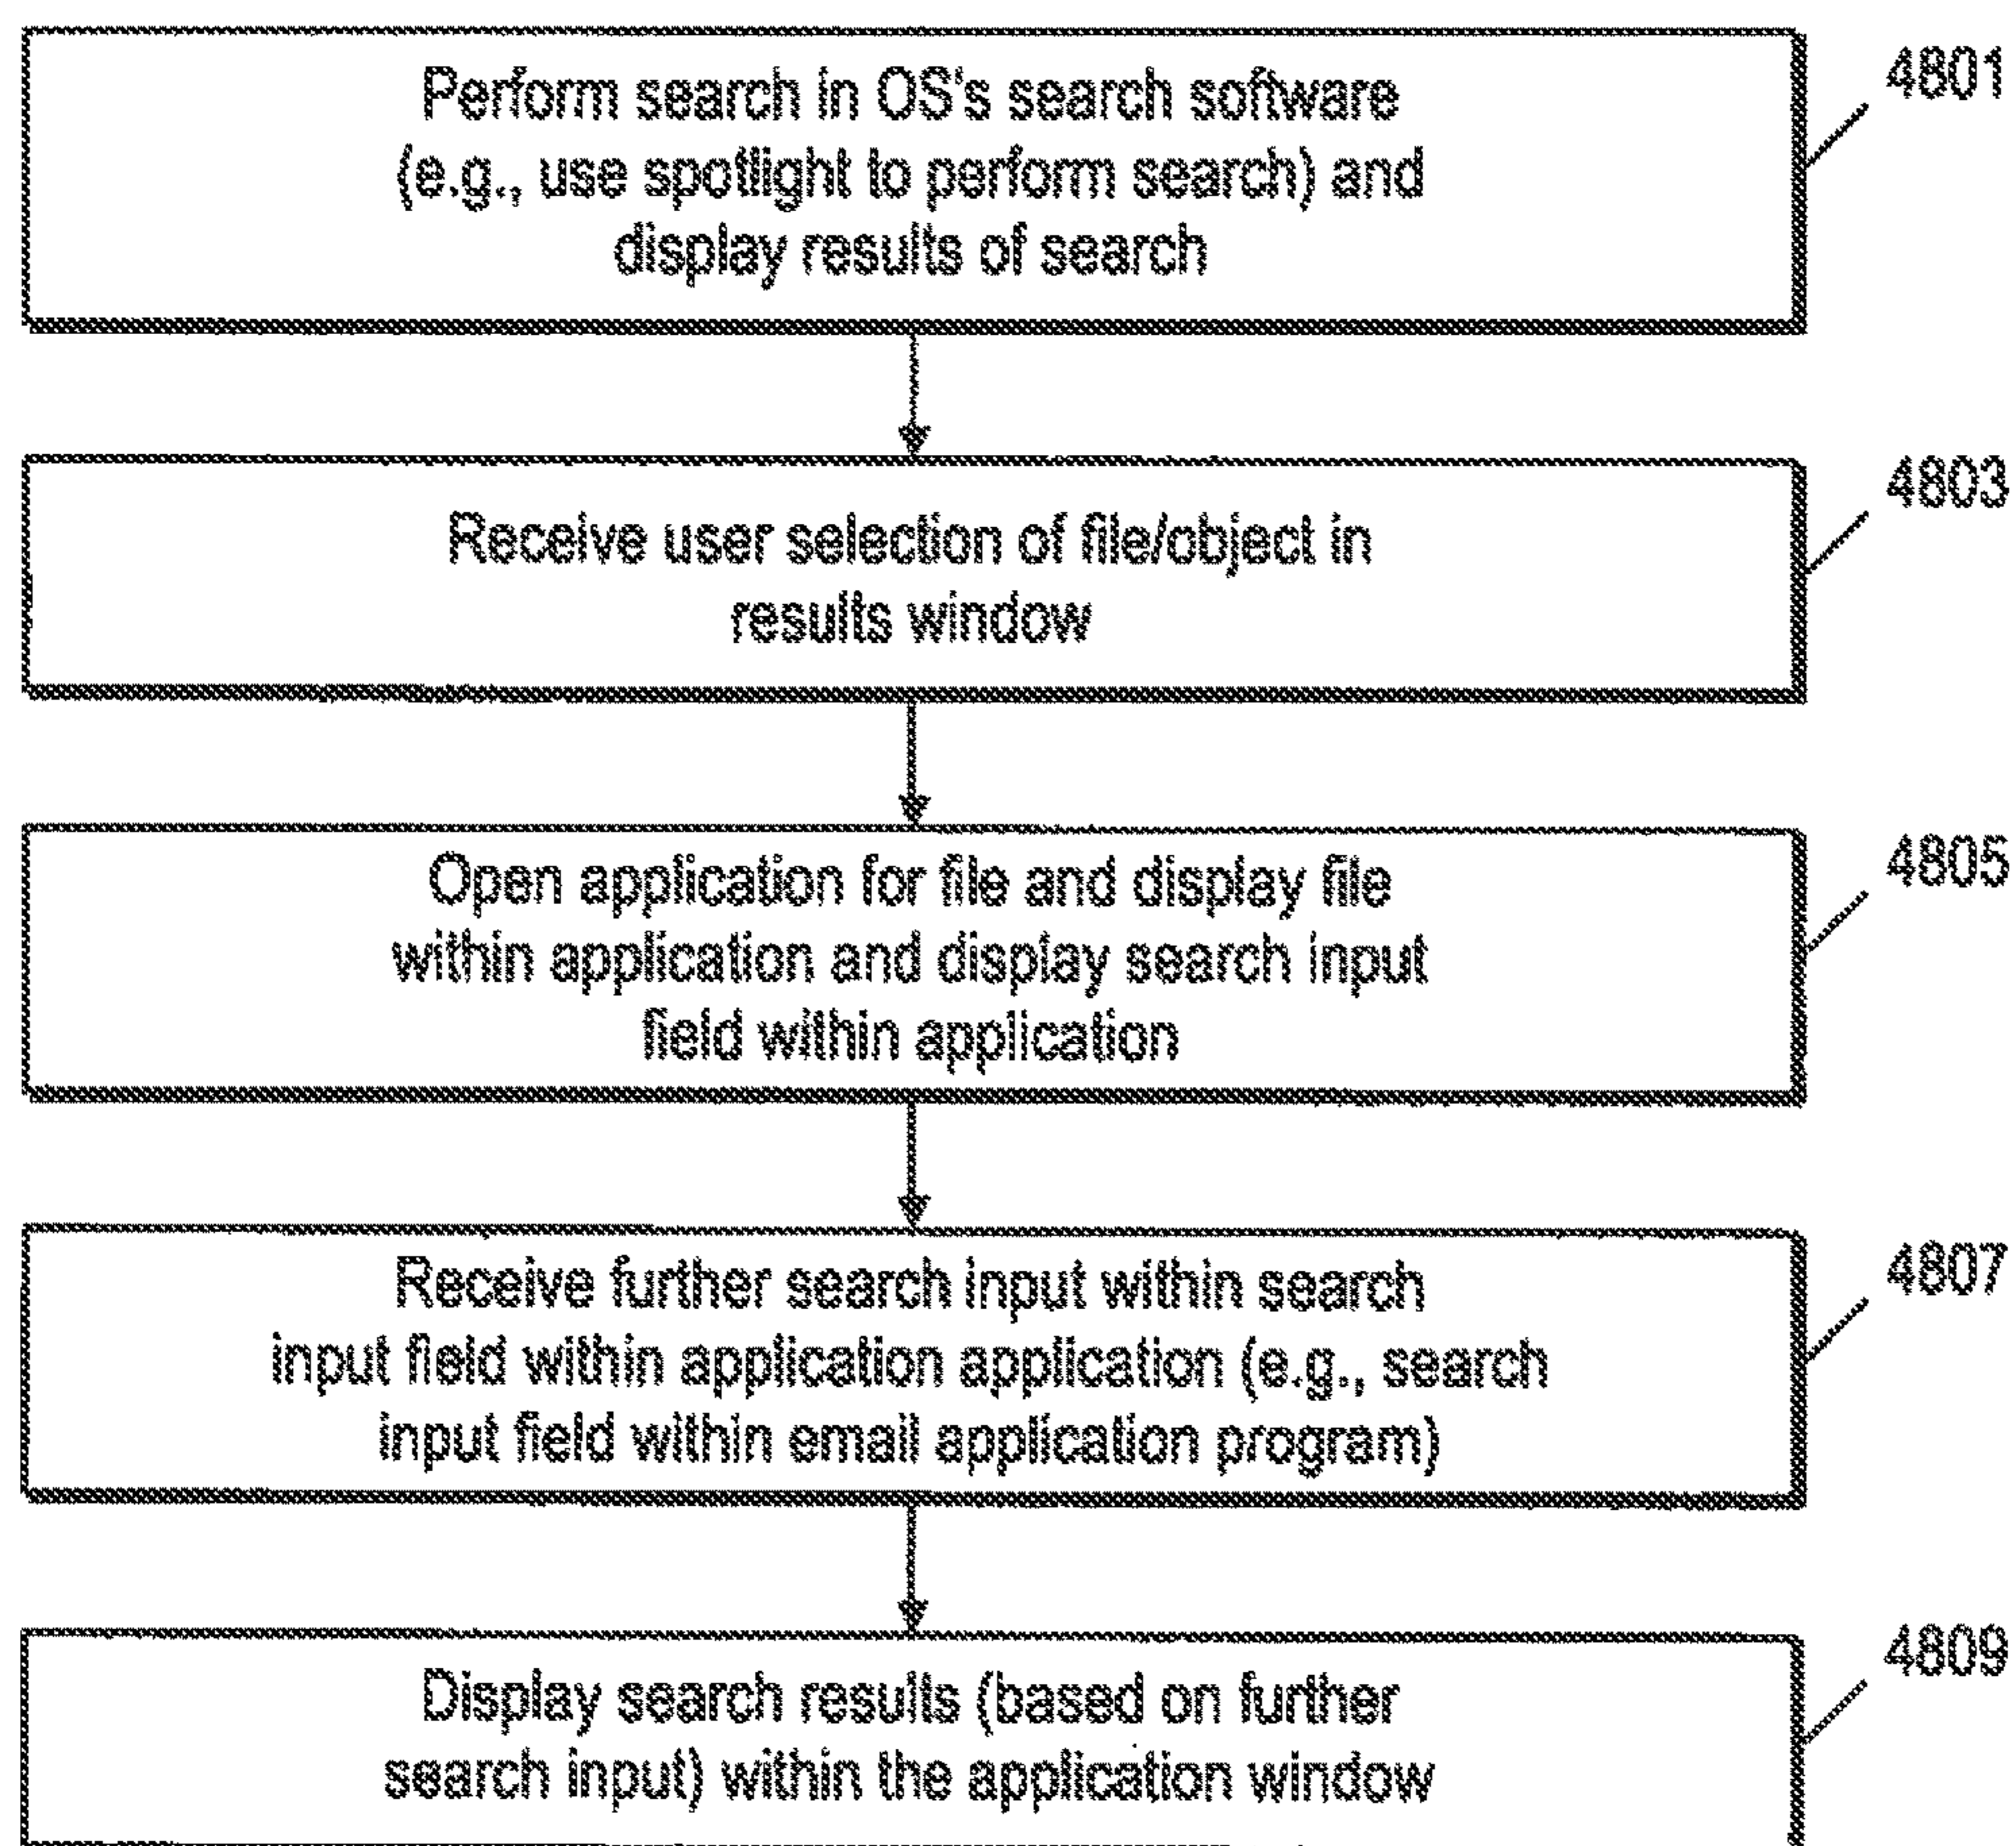 Perform search in OS's search software
(e.g., use spotlight to perform search) and
display results of search
4801
Receive user selection of file/object in
results window
4803
Open application for file and display file
within application and display search input
field within application
4805
Receive further search input within search
input field within application application (e.g., search
input field within email application program)
4807
Display search results (based on further
search input) within the application window
4809